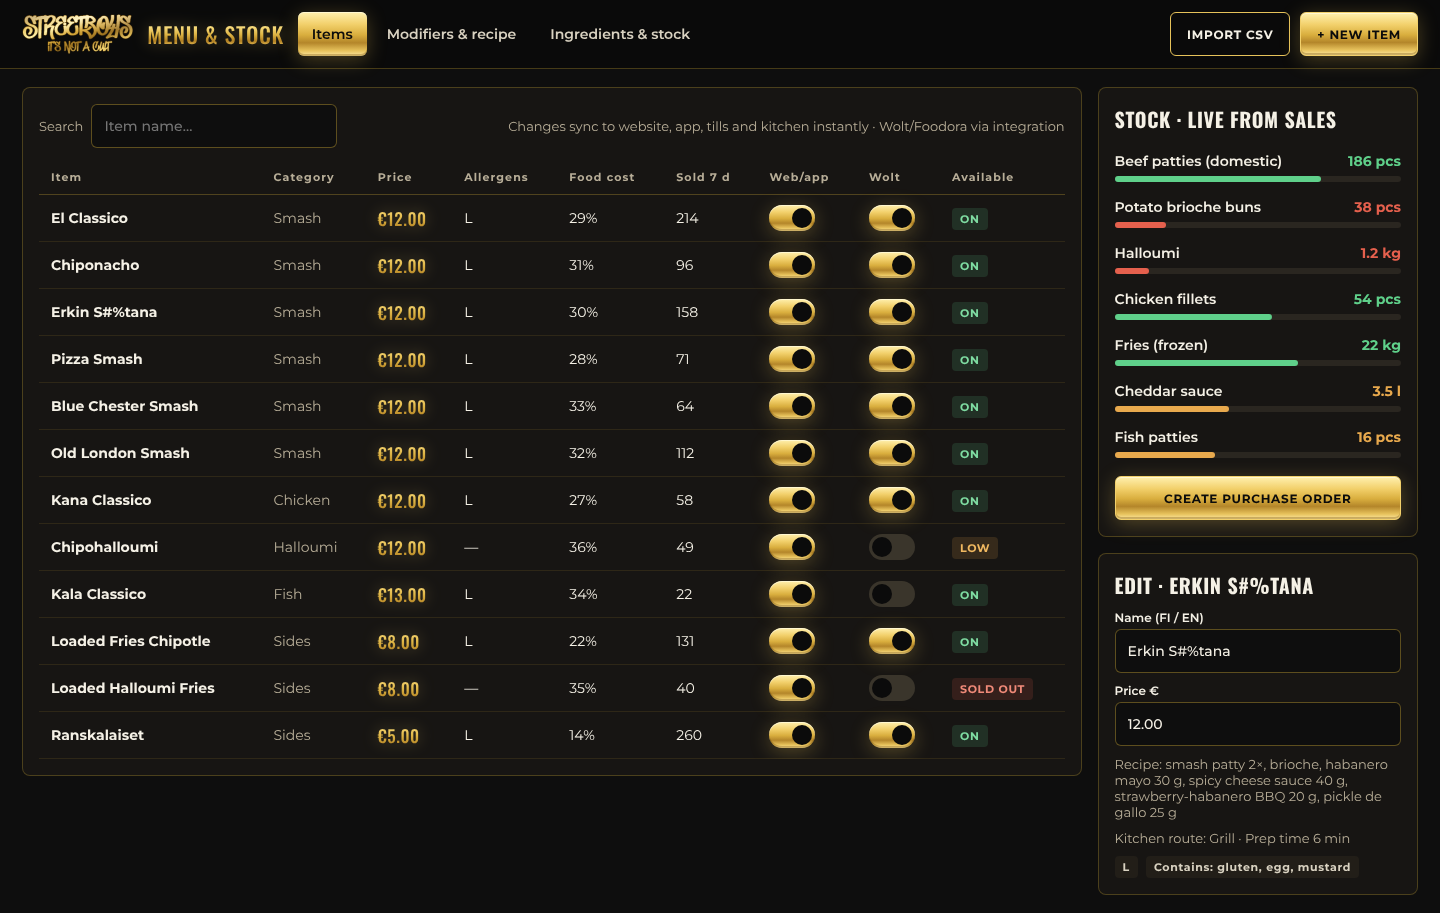 STREETBOYS
IT'S NOT A CULT
MENU & STOCK
Items
Modifiers & recipe
Ingredients & stock
IMPORT CSV
+ NEW ITEM
Search
Item name...
Changes sync to website, app, tills and kitchen instantly · Wolt/Foodora via integration
Item Category Price Allergens Food cost Sold 7 d Web/app Wolt Available
El Classico Smash €12.00 L 29% 214 ON
Chiponacho Smash €12.00 L 31% 96 ON
Erkin S#%tana Smash €12.00 L 30% 158 ON
Pizza Smash Smash €12.00 L 28% 71 ON
Blue Chester Smash Smash €12.00 L 33% 64 ON
Old London Smash Smash €12.00 L 32% 112 ON
Kana Classico Chicken €12.00 L 27% 58 ON
Chipohalloumi Halloumi €12.00 — 36% 49 LOW
Kala Classico Fish €13.00 L 34% 22 ON
Loaded Fries Chipotle Sides €8.00 L 22% 131 ON
Loaded Halloumi Fries Sides €8.00 — 35% 40 SOLD OUT
Ranskalaiset Sides €5.00 L 14% 260 ON
STOCK · LIVE FROM SALES
Beef patties (domestic) 186 pcs
Potato brioche buns 38 pcs
Halloumi 1.2 kg
Chicken fillets 54 pcs
Fries (frozen) 22 kg
Cheddar sauce 3.5 l
Fish patties 16 pcs
CREATE PURCHASE ORDER
EDIT · ERKIN S#%TANA
Name (FI / EN)
Erkin S#%tana
Price €
12.00
Recipe: smash patty 2×, brioche, habanero
mayo 30 g, spicy cheese sauce 40 g,
strawberry-habanero BBQ 20 g, pickle de
gallo 25 g
Kitchen route: Grill · Prep time 6 min
L Contains: gluten, egg, mustard